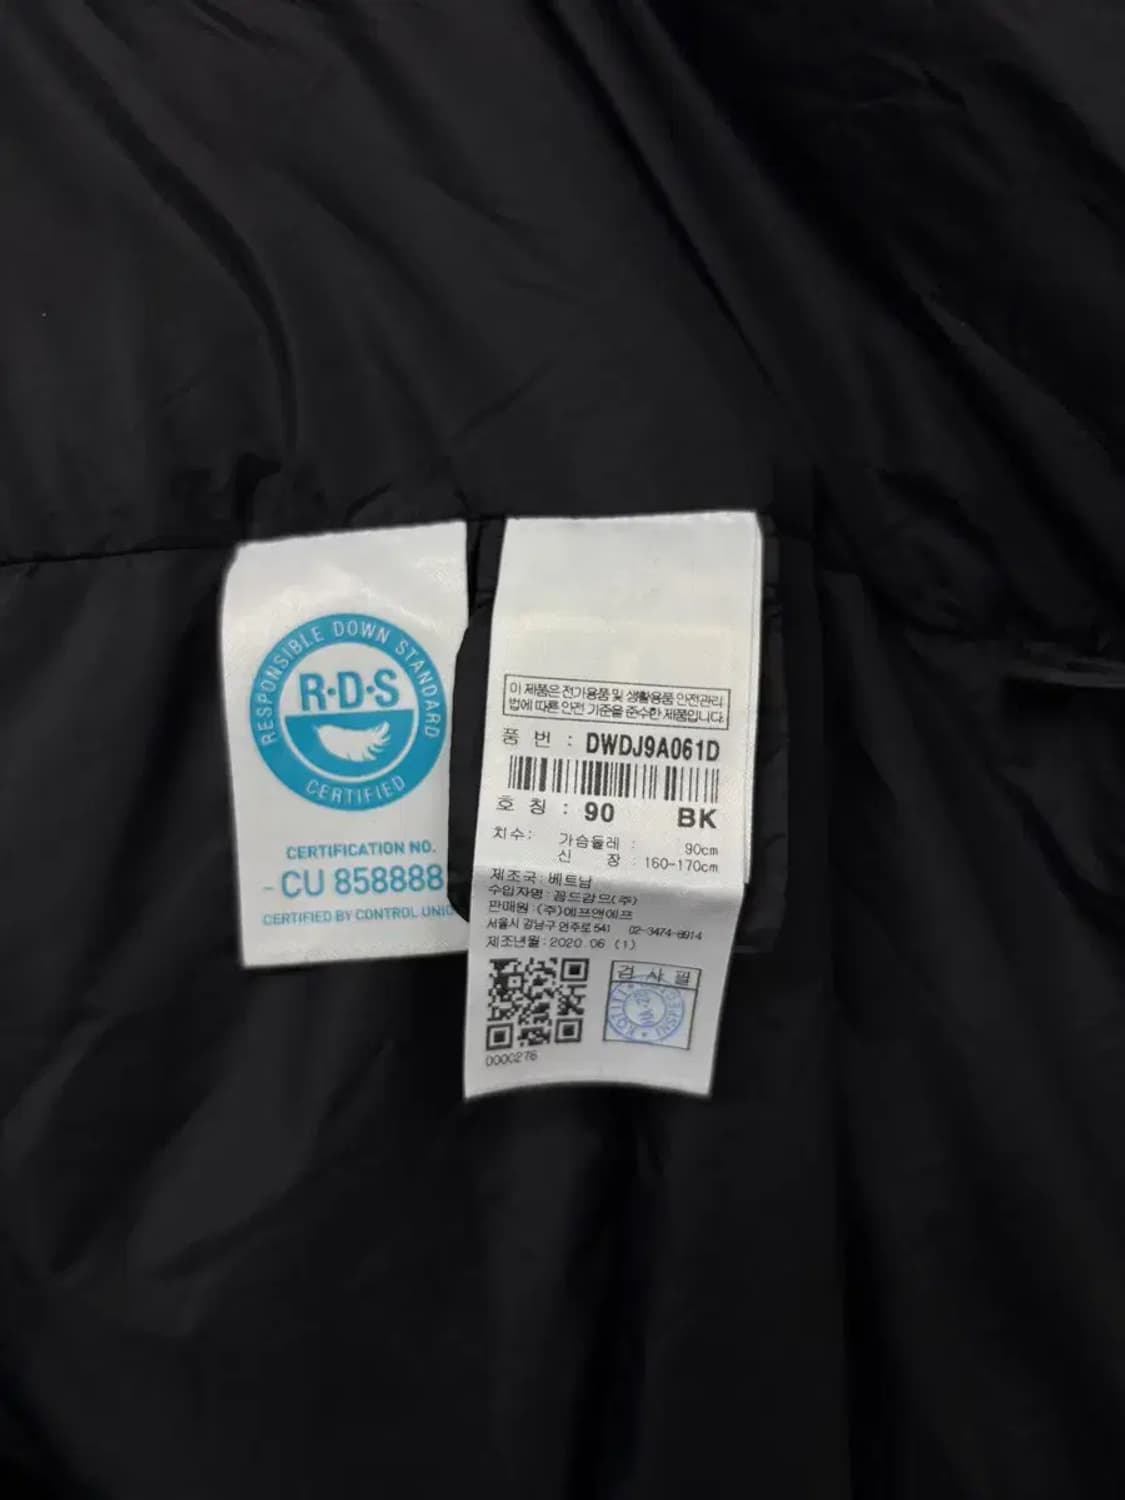 RESPONSIBLE DOWN STANDARD
R·D·S
CERTIFIED
CERTIFICATION NO.
CU 858888
CERTIFIED BY CONTROL
이 제품은 전기용품 및 생활용품 안전관리
법에 따른 안전 기준을 준수한 제품입니다.
품 번 : DWDJ9A061D
호 칭 : 90 BK
치수: 가슴둘레 : 90cm
신 장 : 160-170cm
제조국 : 베트남
수입자명 : (주)
판매원 : (주)에프앤에프
서울시 강남구 언주로 541 02-3474-8914
제조년월 : 2020.06 (1)
검 사 필
KOTITI
INSPEC
0000276